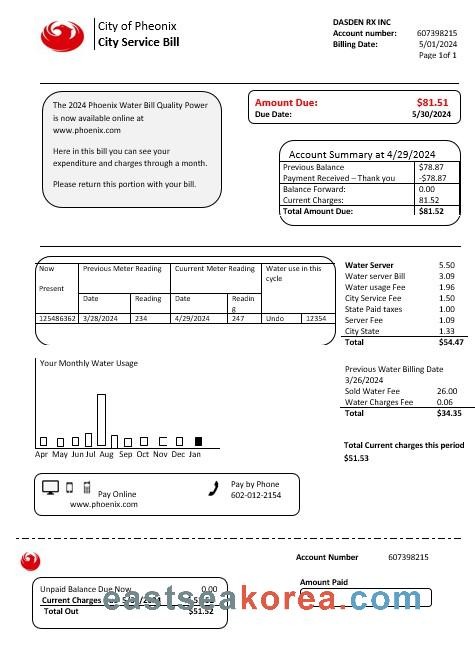 City of Pheonix
City Service Bill
DASDEN RX INC
Account number: 607398215
Billing Date: 5/01/2024
Page 1of 1
The 2024 Phoenix Water Bill Quality Power
is now available online at
www.phoenix.com
Here in this bill you can see your
expenditure and charges through a month.
Please return this portion with your bill.
Amount Due: $81.51
Due Date: 5/30/2024
Account Summary at 4/29/2024
Previous Balance $78.87
Payment Received – Thank you -$78.87
Balance Forward: 0.00
Current Charges: 81.52
Total Amount Due: $81.52
Now Previous Meter Reading Cuurrent Meter Reading Water use in this
cycle
Present
Date Reading Date Readin
g
125486362 3/28/2024 234 4/29/2024 247 Undo 12354
Water Server 5.50
Water server Bill 3.09
Water usage Fee 1.96
City Service Fee 1.50
State Paid taxes 1.00
Server Fee 1.09
City State 1.33
Total $54.47
Your Monthly Water Usage
Apr May Jun Jul Aug Sep Oct Nov Dec Jan
Previous Water Billing Date
3/26/2024
Sold Water Fee 26.00
Water Charges Fee 0.06
Total $34.35
Total Current charges this period
$51.53
Pay Online
www.phoenix.com
Pay by Phone
602-012-2154
Account Number 607398215
Unpaid Balance Due Now 0.00
Current Charges
Total Out $51.52
Amount Paid
eastseakorea.com